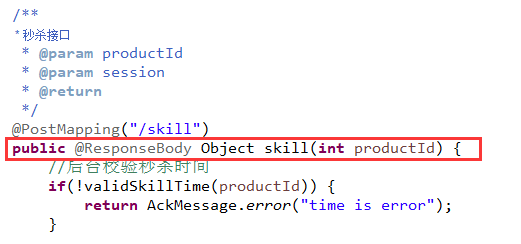 /**
* 秒杀接口
* @param productId
* @param session
* @return
*/
@PostMapping("/skill")
public @ResponseBody Object skill(int productId) {
//后台校验秒杀时间
if(!validSkillTime(productId)) {
return AckMessage.error("time is error");
}